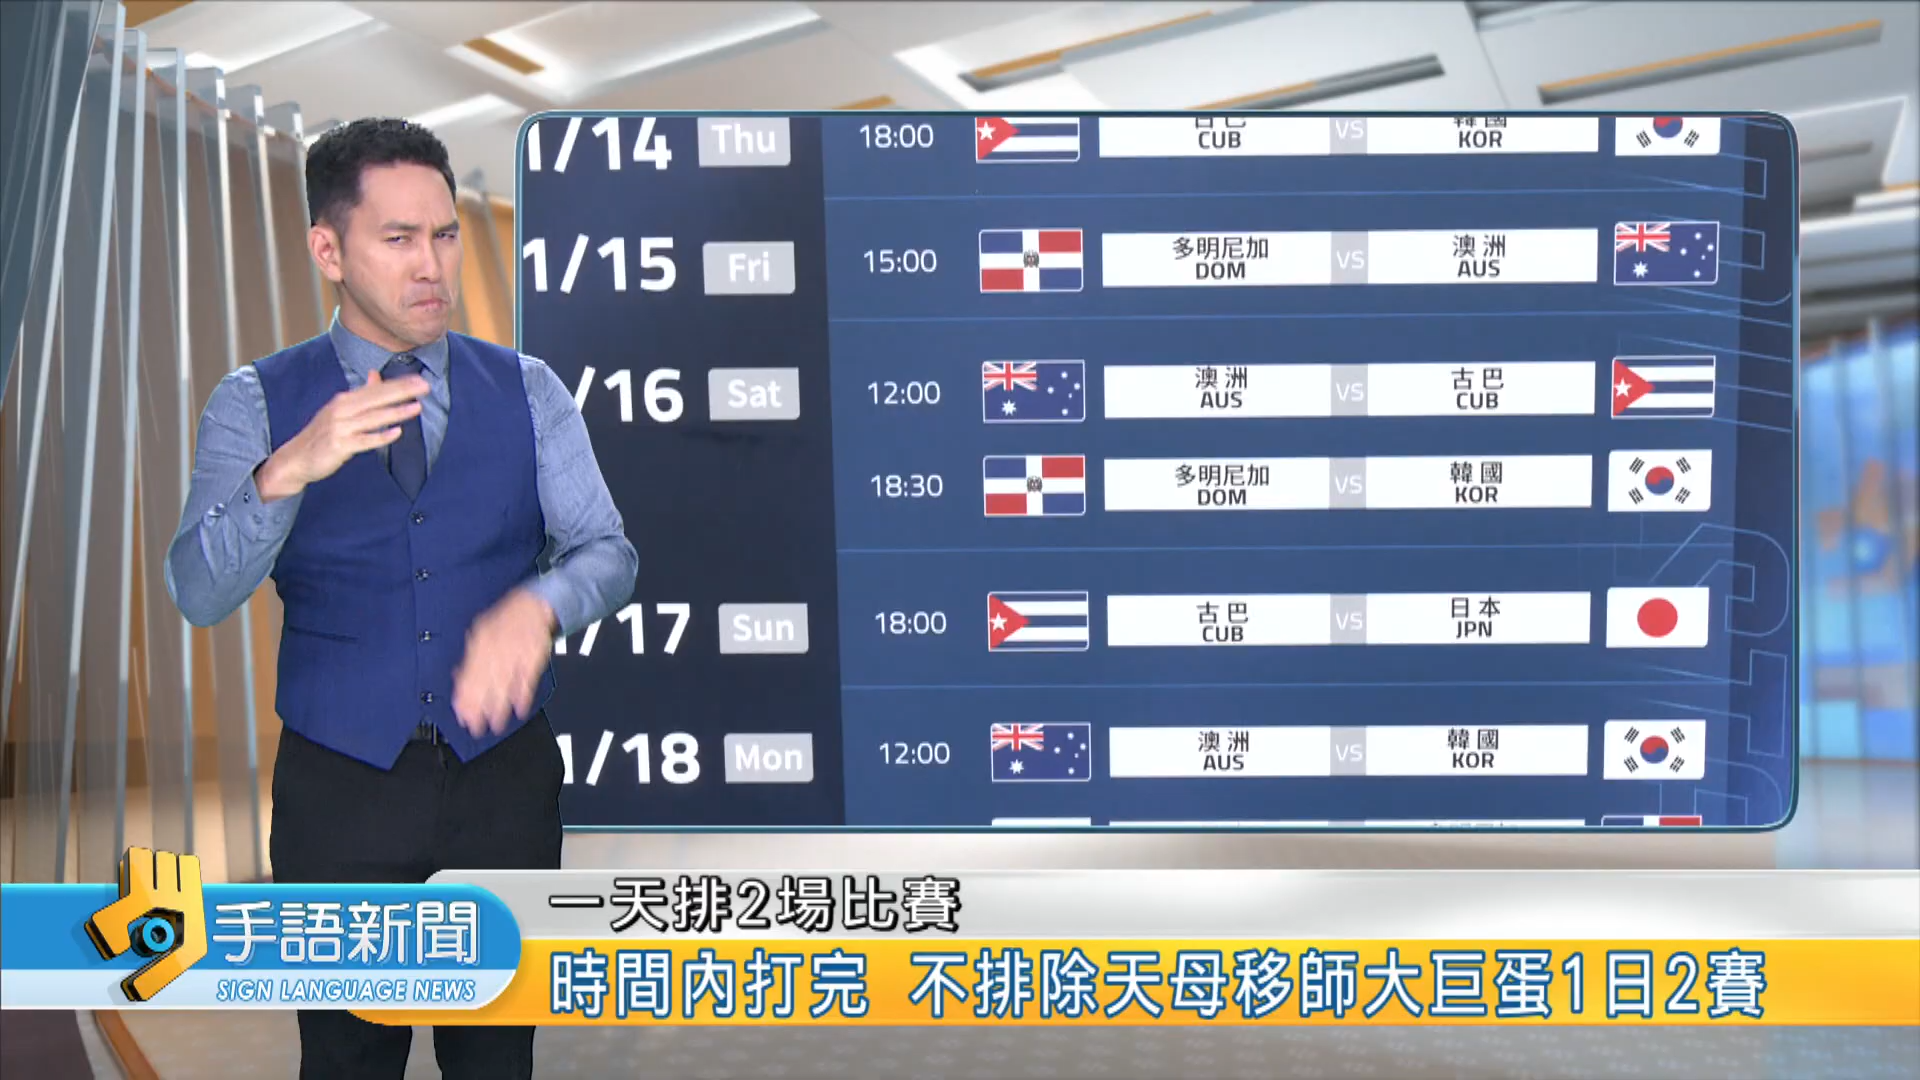 1/14 Thu 18:00 古巴 CUB VS 韓國 KOR
1/15 Fri 15:00 多明尼加 DOM VS 澳洲 AUS
/16 Sat 12:00 澳洲 AUS VS 古巴 CUB
18:30 多明尼加 DOM VS 韓國 KOR
1/17 Sun 18:00 古巴 CUB VS 日本 JPN
1/18 Mon 12:00 澳洲 AUS VS 韓國 KOR
一天排2場比賽
手語新聞
SIGN LANGUAGE NEWS
時間內打完 不排除天母移師大巨蛋1日2賽